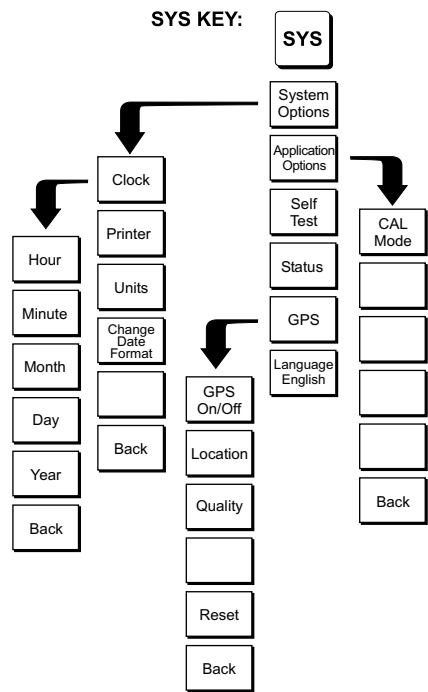 SYS KEY:
SYS
System
Options
Application
Options
Self
Test
Status
GPS
Language
English
Clock
Printer
Units
Change
Date
Format
Back
Hour
Minute
Month
Day
Year
Back
GPS
On/Off
Location
Quality
Reset
Back
CAL
Mode
Back